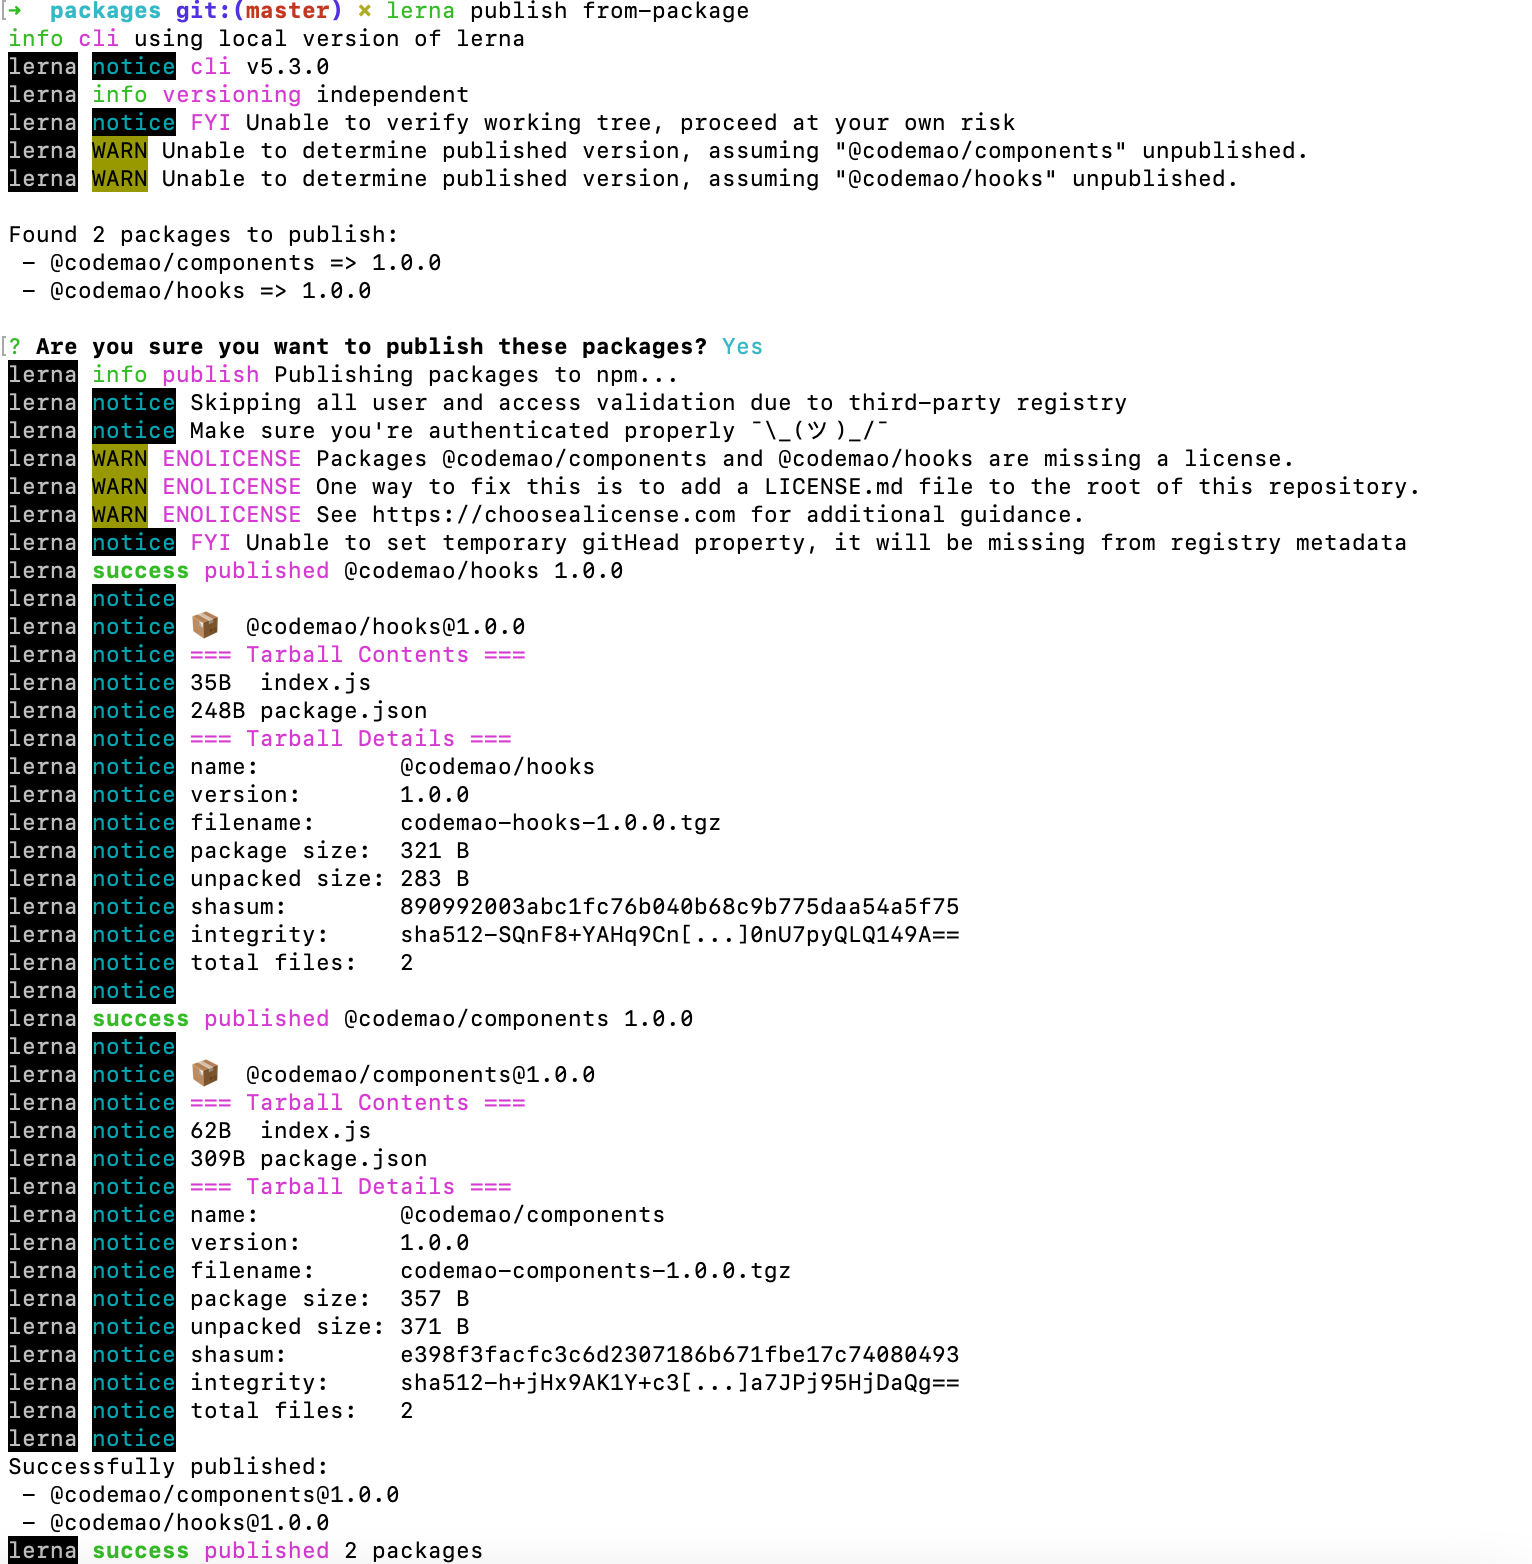 [➜  packages git:(master) ✗ lerna publish from-package
info cli using local version of lerna
lerna notice cli v5.3.0
lerna info versioning independent
lerna notice FYI Unable to verify working tree, proceed at your own risk
lerna WARN Unable to determine published version, assuming "@codemao/components" unpublished.
lerna WARN Unable to determine published version, assuming "@codemao/hooks" unpublished.
Found 2 packages to publish:
 - @codemao/components => 1.0.0
 - @codemao/hooks => 1.0.0
[? Are you sure you want to publish these packages? Yes
lerna info publish Publishing packages to npm...
lerna notice Skipping all user and access validation due to third-party registry
lerna notice Make sure you're authenticated properly ¯\_(ツ)_/¯
lerna WARN ENOLICENSE Packages @codemao/components and @codemao/hooks are missing a license.
lerna WARN ENOLICENSE One way to fix this is to add a LICENSE.md file to the root of this repository.
lerna WARN ENOLICENSE See https://choosealicense.com for additional guidance.
lerna notice FYI Unable to set temporary gitHead property, it will be missing from registry metadata
lerna success published @codemao/hooks 1.0.0
lerna notice
lerna notice 📦  @codemao/hooks@1.0.0
lerna notice === Tarball Contents ===
lerna notice 35B  index.js
lerna notice 248B package.json
lerna notice === Tarball Details ===
lerna notice name:          @codemao/hooks
lerna notice version:       1.0.0
lerna notice filename:      codemao-hooks-1.0.0.tgz
lerna notice package size:  321 B
lerna notice unpacked size: 283 B
lerna notice shasum:        890992003abc1fc76b040b68c9b775daa54a5f75
lerna notice integrity:     sha512-SQnF8+YAHq9Cn[...]0nU7pyQLQ149A==
lerna notice total files:   2
lerna notice
lerna success published @codemao/components 1.0.0
lerna notice
lerna notice 📦  @codemao/components@1.0.0
lerna notice === Tarball Contents ===
lerna notice 62B  index.js
lerna notice 309B package.json
lerna notice === Tarball Details ===
lerna notice name:          @codemao/components
lerna notice version:       1.0.0
lerna notice filename:      codemao-components-1.0.0.tgz
lerna notice package size:  357 B
lerna notice unpacked size: 371 B
lerna notice shasum:        e398f3facfc3c6d2307186b671fbe17c74080493
lerna notice integrity:     sha512-h+jHx9AK1Y+c3[...]a7JPj95HjDaQg==
lerna notice total files:   2
lerna notice
Successfully published:
 - @codemao/components@1.0.0
 - @codemao/hooks@1.0.0
lerna success published 2 packages